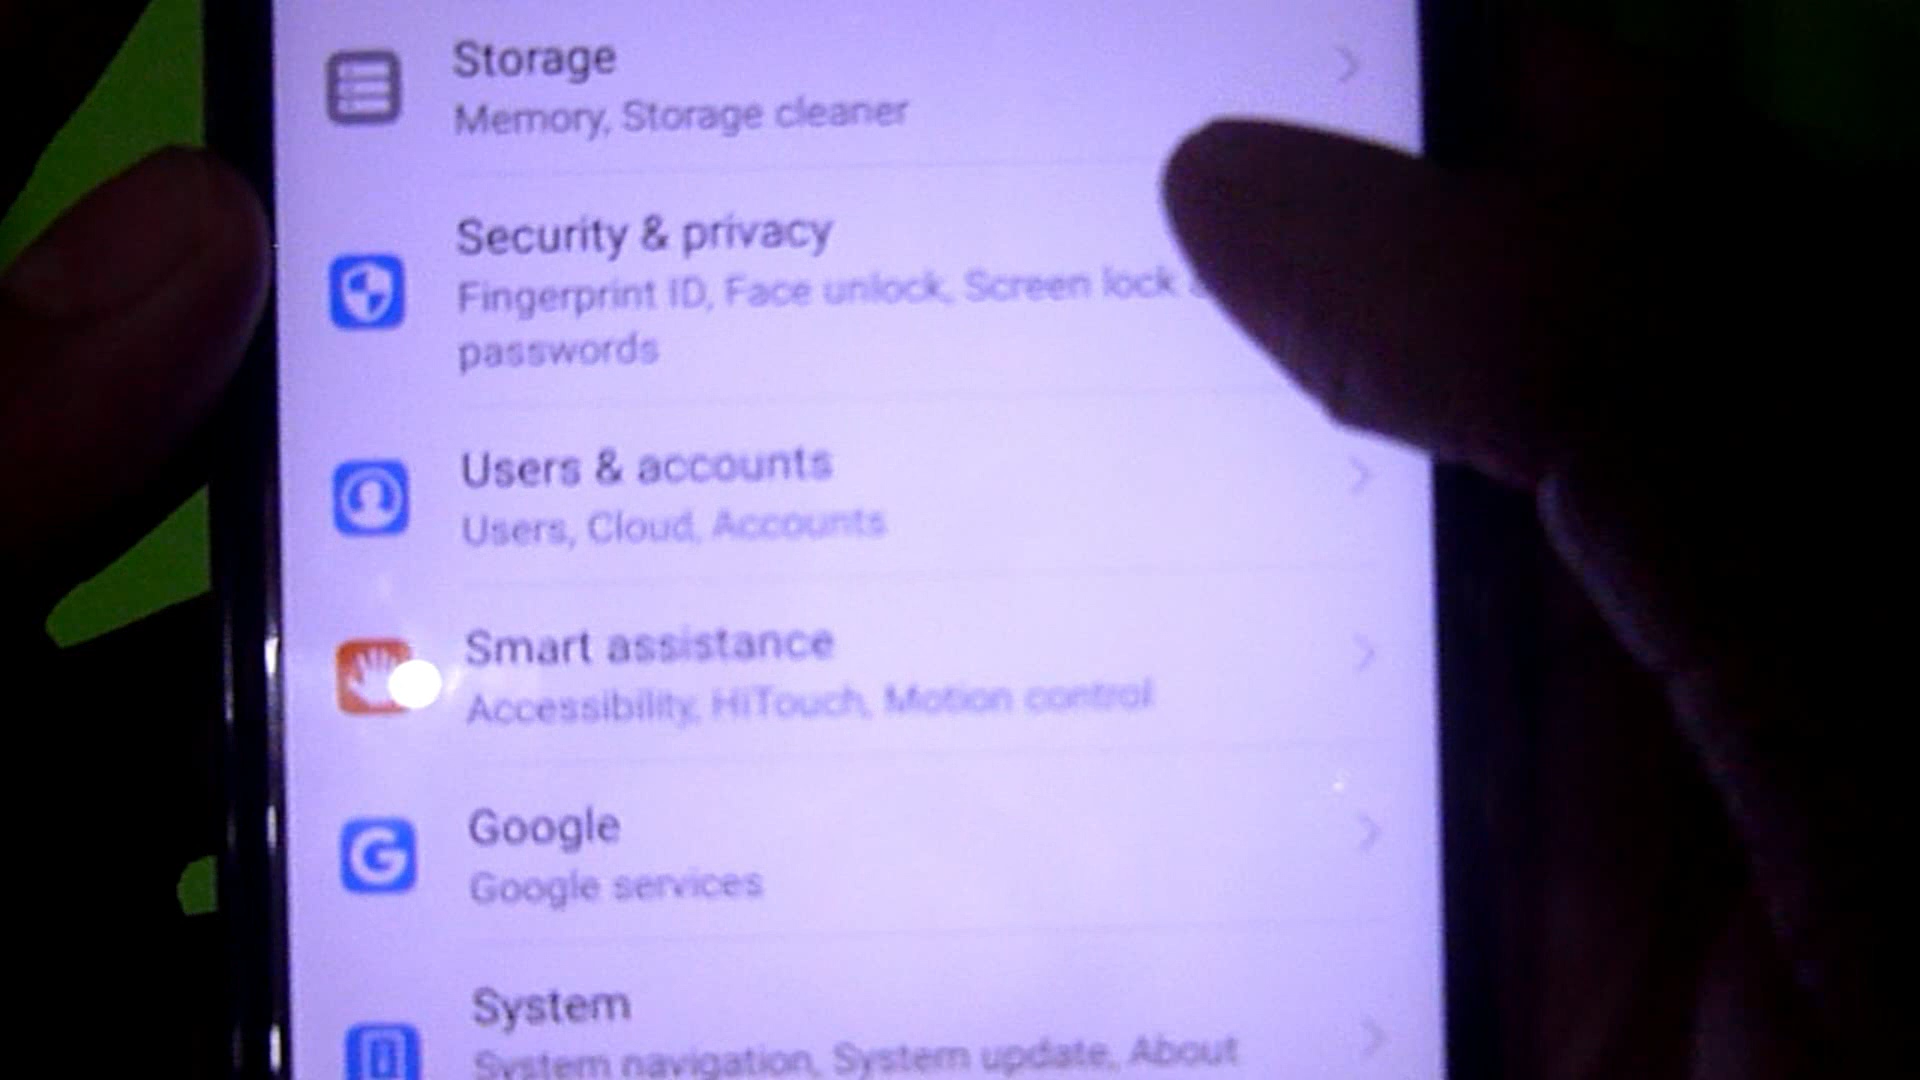 Storage
Memory, Storage cleaner
Security & privacy
Fingerprint ID, Face unlock, Screen lock
passwords
Users & accounts
Users, Cloud, Accounts
Smart assistance
Accessibility, HiTouch, Motion control
G Google
Google services
System
System navigation, System update, About